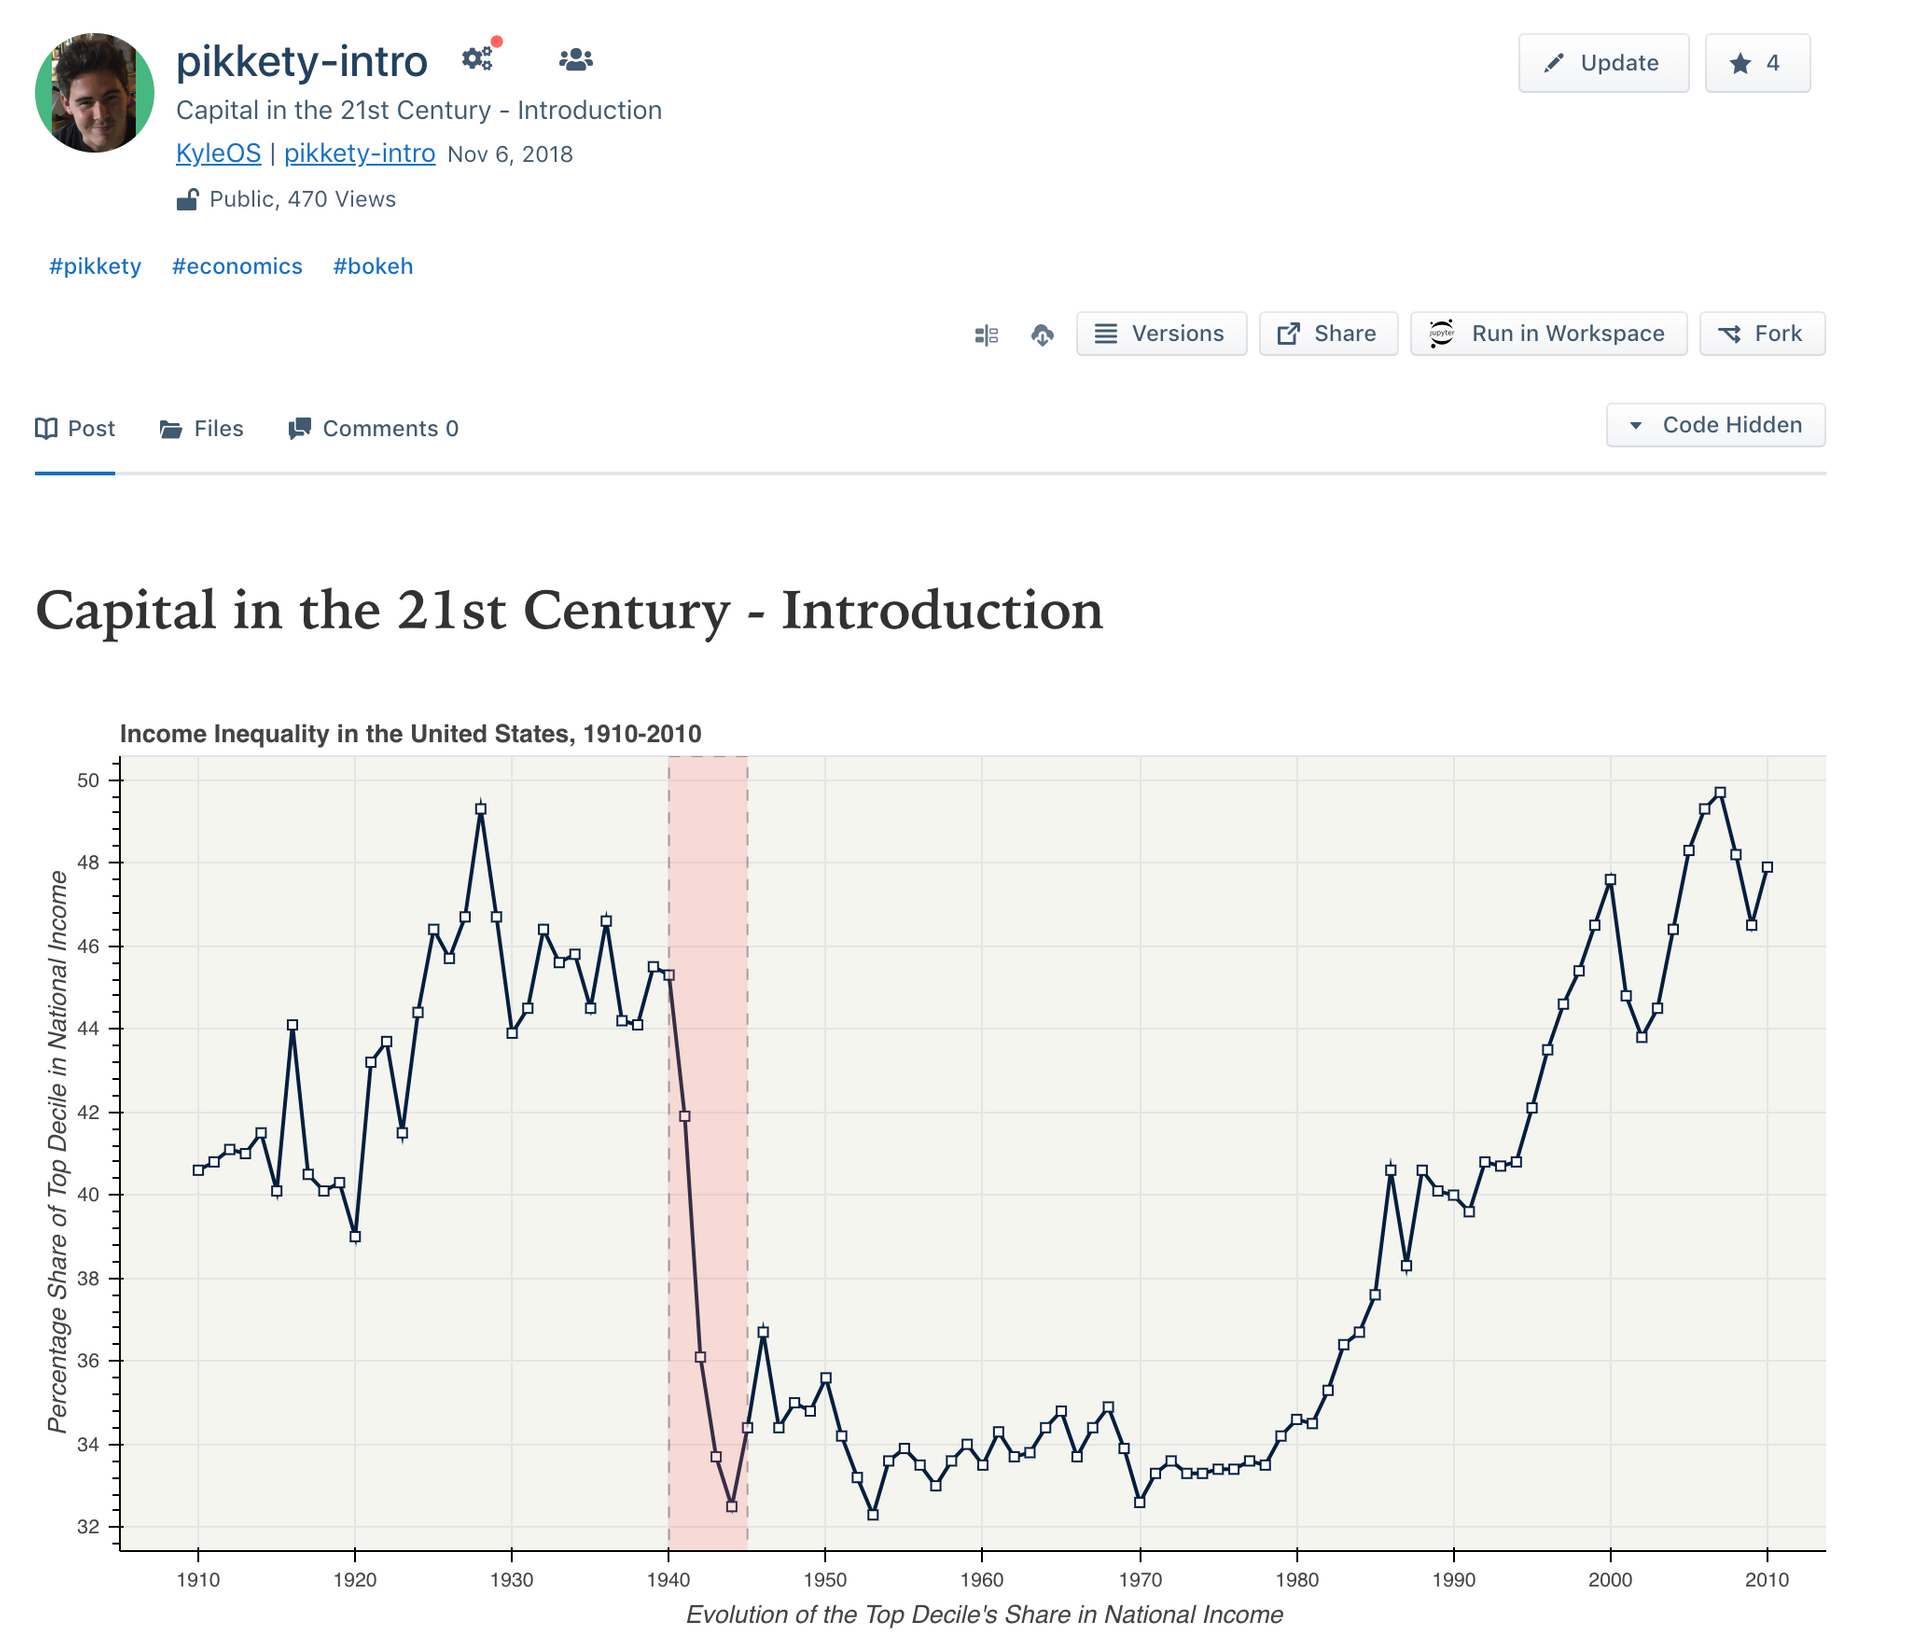 pikkety-intro
Update
4
Capital in the 21st Century - Introduction
KyleOS | pikkety-intro Nov 6, 2018
Public, 470 Views
#pikkety #economics #bokeh
Versions
Share
jupyter
Run in Workspace
Fork
Post
Files
Comments 0
Code Hidden
Capital in the 21st Century - Introduction
Income Inequality in the United States, 1910-2010
Percentage Share of Top Decile in National Income
50
48
46
44
42
40
38
36
34
32
1910 1920 1930 1940 1950 1960 1970 1980 1990 2000 2010
Evolution of the Top Decile's Share in National Income